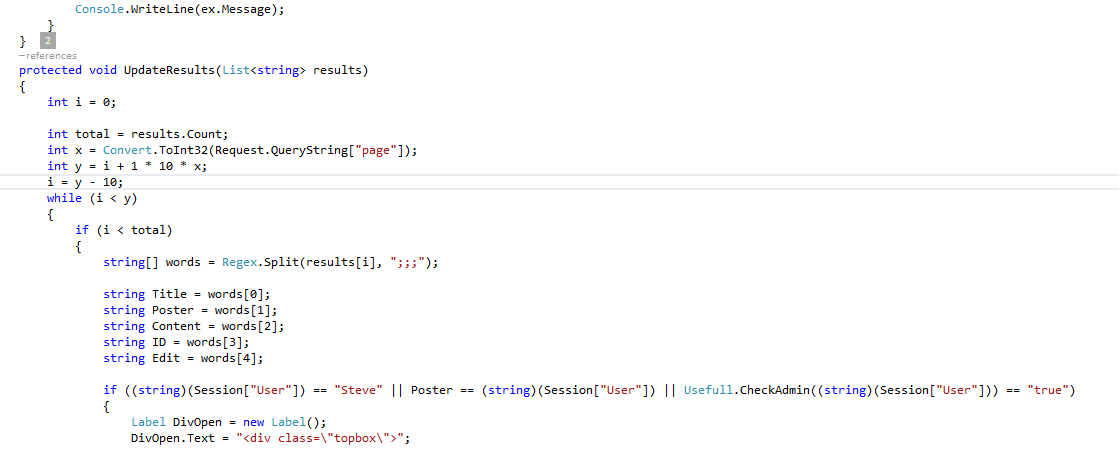 Console.WriteLine(ex.Message);
}
}
2
references
protected void UpdateResults(List<string> results)
{
int i = 0;
int total = results.Count;
int x = Convert.ToInt32(Request.QueryString["page"]);
int y = i + 1 * 10 * x;
i = y - 10;
while (i < y)
{
if (i < total)
{
string[] words = Regex.Split(results[i], ";;;");
string Title = words[0];
string Poster = words[1];
string Content = words[2];
string ID = words[3];
string Edit = words[4];
if ((string)(Session["User"]) == "Steve" || Poster == (string)(Session["User"]) || Usefull.CheckAdmin((string)(Session["User"])) == "true")
{
Label DivOpen = new Label();
DivOpen.Text = "<div class=\"topbox\">";